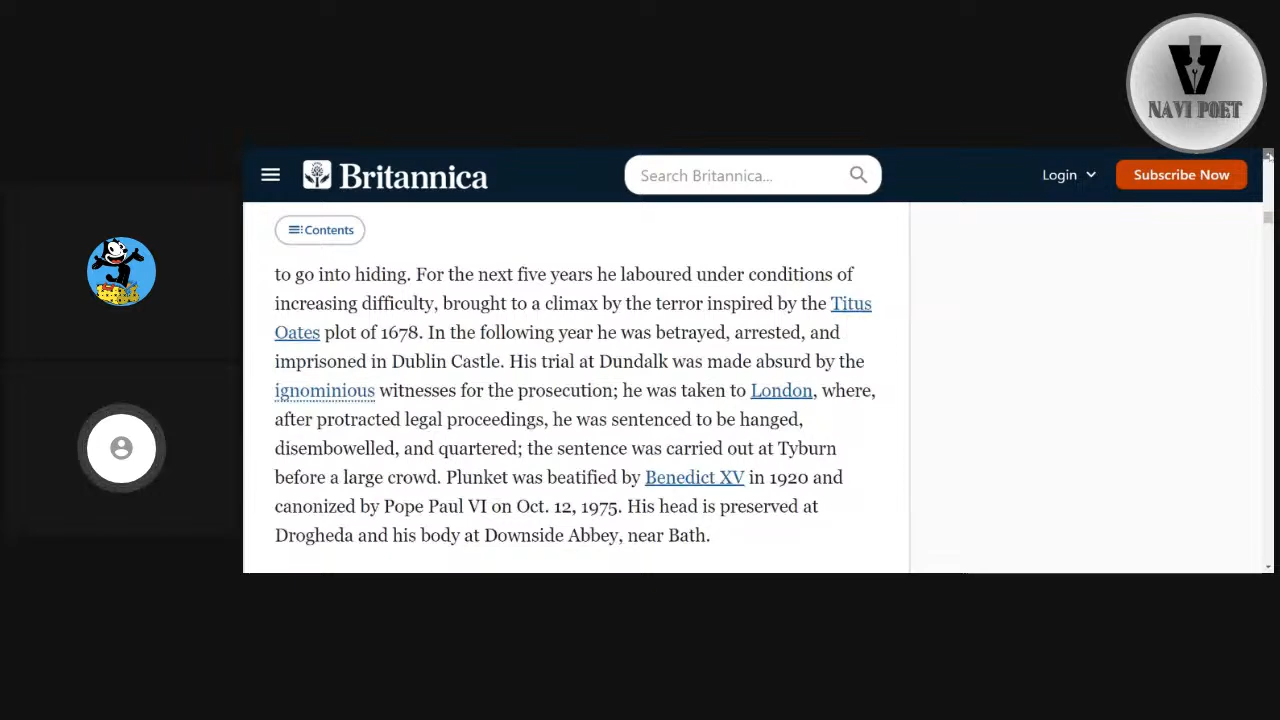 NAVI POET
Britannica
Search Britannica...
Login
Subscribe Now
Contents
to go into hiding. For the next five years he laboured under conditions of
increasing difficulty, brought to a climax by the terror inspired by the Titus
Oates plot of 1678. In the following year he was betrayed, arrested, and
imprisoned in Dublin Castle. His trial at Dundalk was made absurd by the
ignominious witnesses for the prosecution; he was taken to London, where,
after protracted legal proceedings, he was sentenced to be hanged,
disembowelled, and quartered; the sentence was carried out at Tyburn
before a large crowd. Plunket was beatified by Benedict XV in 1920 and
canonized by Pope Paul VI on Oct. 12, 1975. His head is preserved at
Drogheda and his body at Downside Abbey, near Bath.